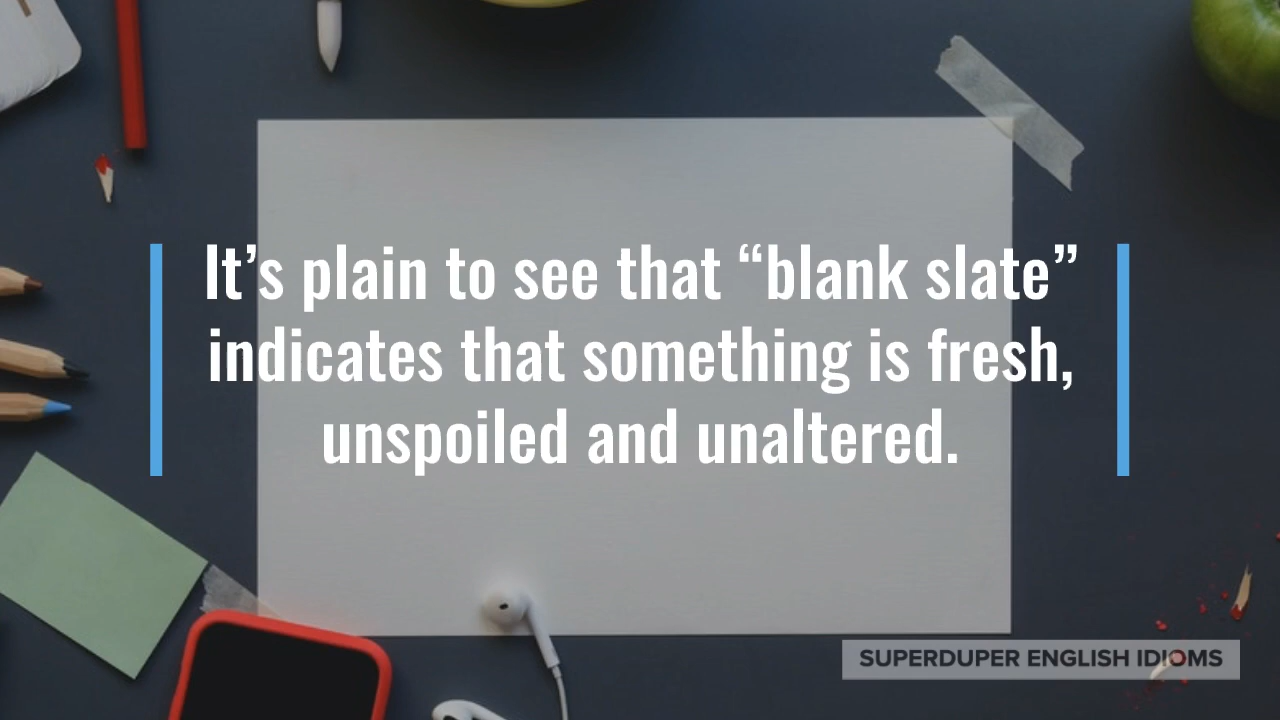 It’s plain to see that “blank slate”
indicates that something is fresh,
unspoiled and unaltered.
SUPERDUPER ENGLISH IDIOMS